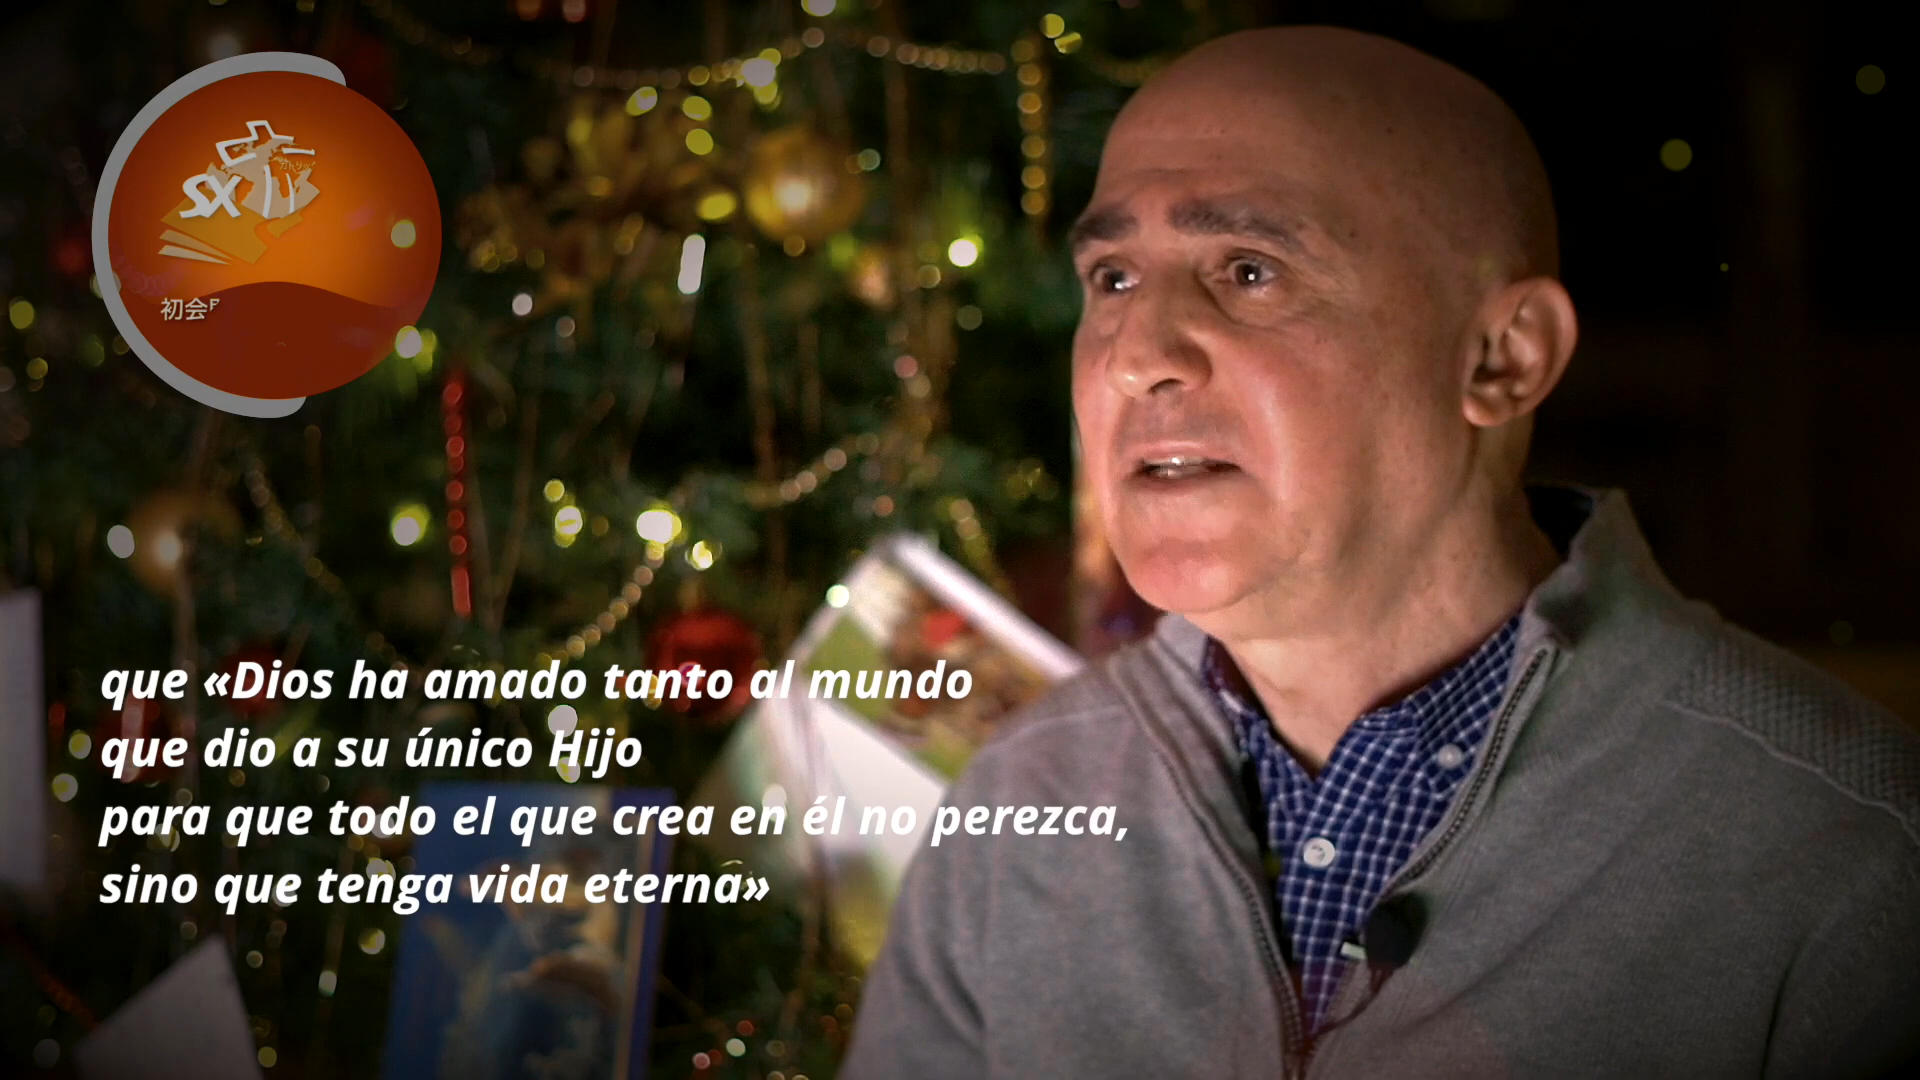 SX
初会
que «Dios ha amado tanto al mundo
que dio a su único Hijo
para que todo el que crea en él no perezca,
sino que tenga vida eterna»